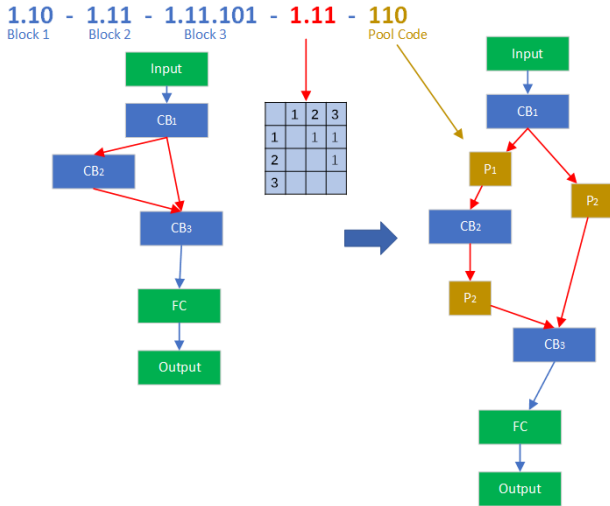 1.10 - 1.11 - 1.11.101 - 1.11 - 110
Block 1 Block 2 Block 3 Pool Code
Input
CB1
CB2
CB3
FC
Output
1 2 3
1 1 1
2 1
3
Input
CB1
P1
P2
CB2
P2
CB3
FC
Output